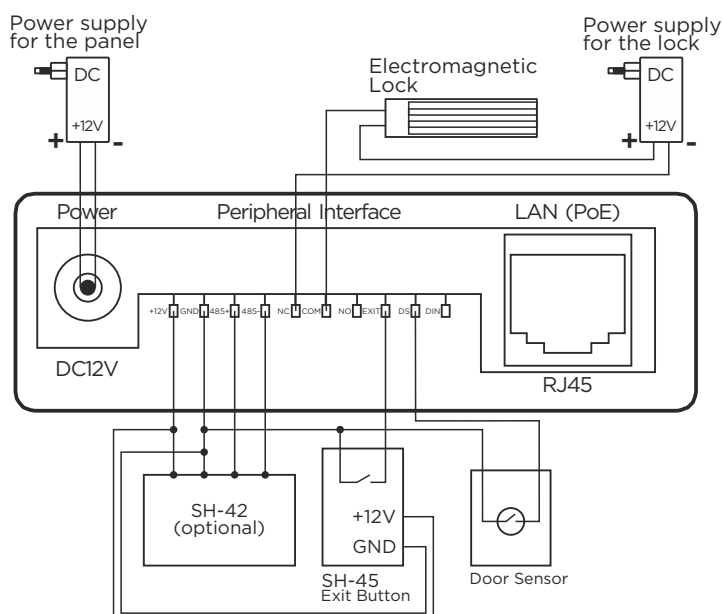 Power supply
for the panel
DC
+12V
+ -
Electromagnetic
Lock
Power supply
for the lock
DC
+12V
+ -
Power
Peripheral Interface
LAN (PoE)
+12V GND 485+ 485- NC COM NO EXIT DS DIN
DC12V
RJ45
SH-42
(optional)
+12V
GND
SH-45
Exit Button
Door Sensor